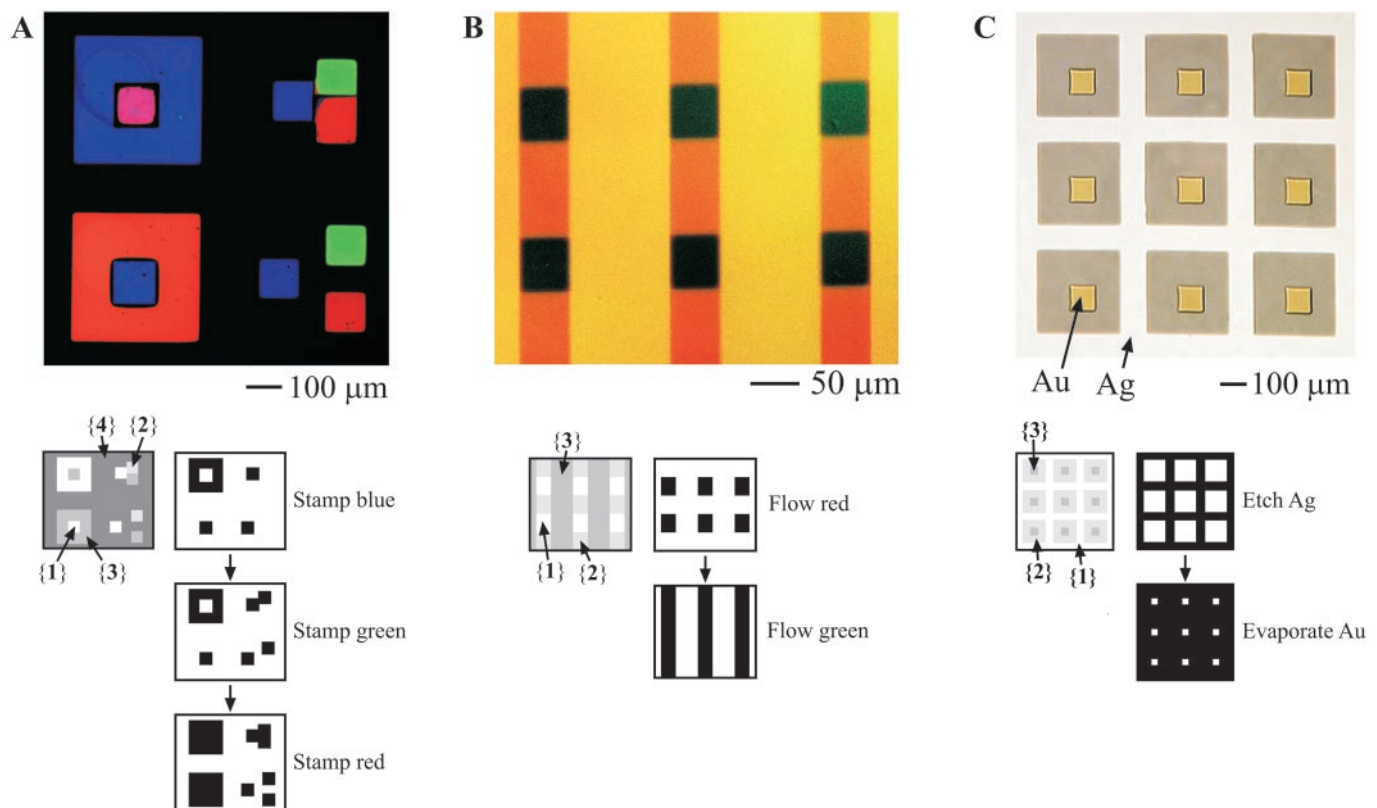 A
B
C
100 μm
50 μm
Au
Ag
100 μm
{4}
{2}
{1}
{3}
Stamp blue
Stamp green
Stamp red
{3}
{1}
{2}
Flow red
Flow green
{3}
{2}
{1}
Etch Ag
Evaporate Au